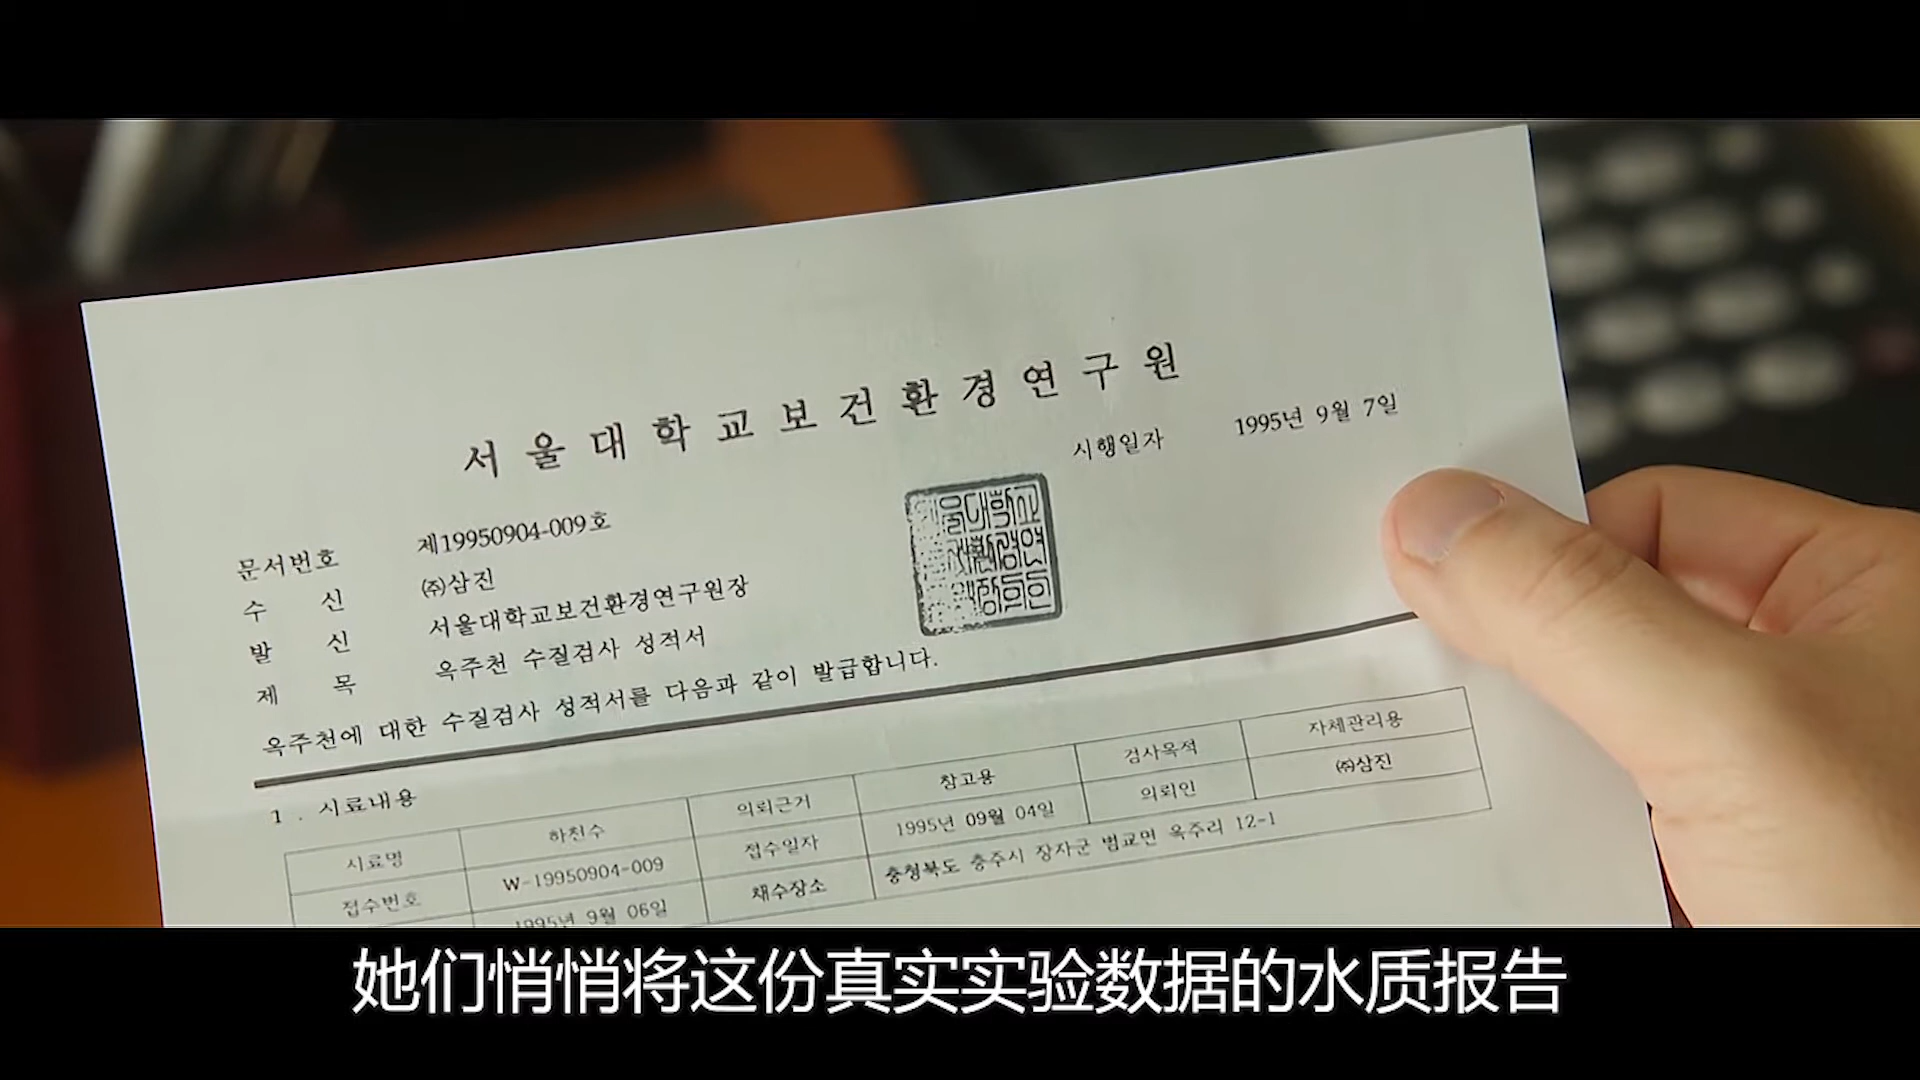 서울대학교보건환경연구원
시행일자 1995년 9월 7일
문서번호 제19950904-009호
수 신 ㈜삼진
발 신 서울대학교보건환경연구원장
제 목 옥주천 수질검사 성적서
옥주천에 대한 수질검사 성적서를 다음과 같이 발급합니다.
1 . 시료내용
시료명 하천수 의뢰근거 참고용 검사목적 자체관리용
접수번호 W-19950904-009 접수일자 1995년 09월 04일 의뢰인 ㈜삼진
1995년 9월 06일 채수장소 충청북도 충주시 장자군 범교면 옥주리 12-1
她们悄悄将这份真实实验数据的水质报告